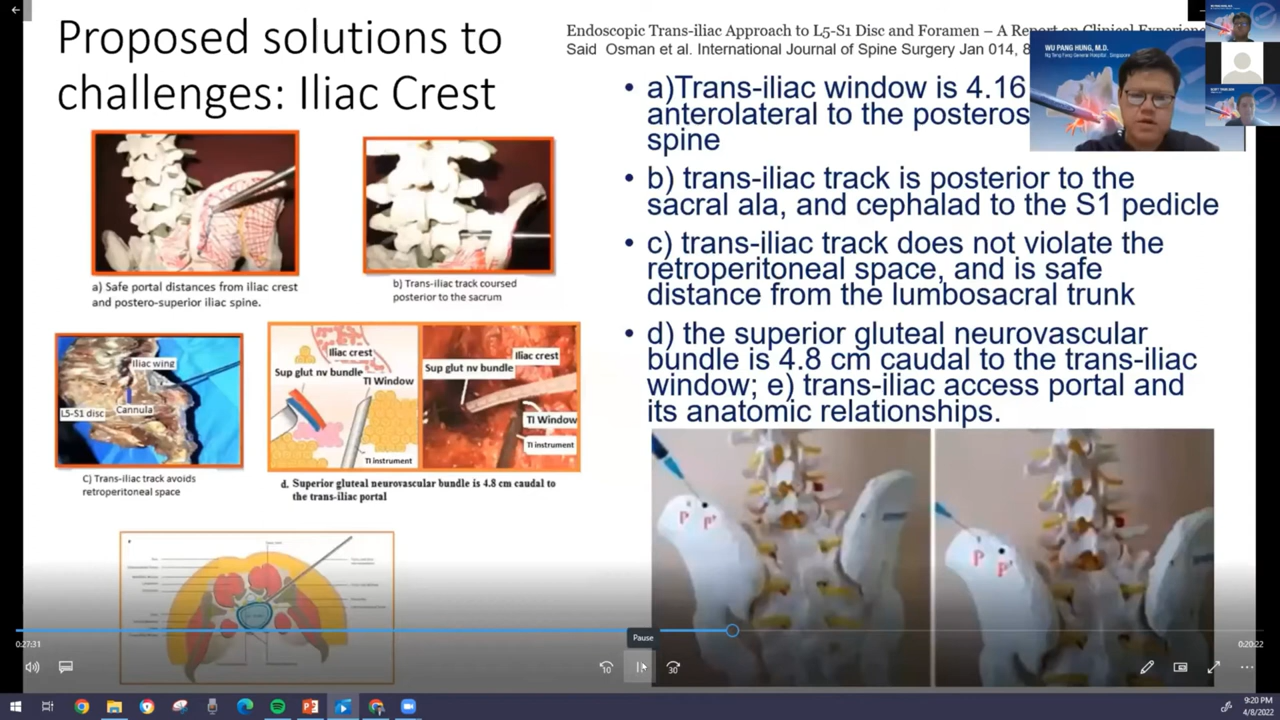 Proposed solutions to
challenges: Iliac Crest
Endoscopic Trans-iliac Approach to L5-S1 Disc and Foramen – A Report on Clinical Experience
Said Osman et al. International Journal of Spine Surgery Jan 014, 8
WU PANG HUNG, M.D.
Ng Teng Fong General Hospital, Singapore
• a)Trans-iliac window is 4.16
anterolateral to the posteros
spine
• b) trans-iliac track is posterior to the
sacral ala, and cephalad to the S1 pedicle
• c) trans-iliac track does not violate the
retroperitoneal space, and is safe
distance from the lumbosacral trunk
• d) the superior gluteal neurovascular
bundle is 4.8 cm caudal to the trans-iliac
window; e) trans-iliac access portal and
its anatomic relationships.
a) Safe portal distances from iliac crest
and postero-superior iliac spine.
b) Trans-iliac track coursed
posterior to the sacrum
Iliac wing
L5-S1 disc
Cannula
C) Trans-iliac track avoids
retroperitoneal space
Iliac crest
Sup glut nv bundle
TI Window
TI instrument
Sup glut nv bundle
Iliac crest
TI Window
TI instrument
d. Superior gluteal neurovascular bundle is 4.8 cm caudal to
the trans-iliac portal
P P'
P P'
Pause
0:27:31
0:20:22
10
30
9:20 PM
4/8/2022